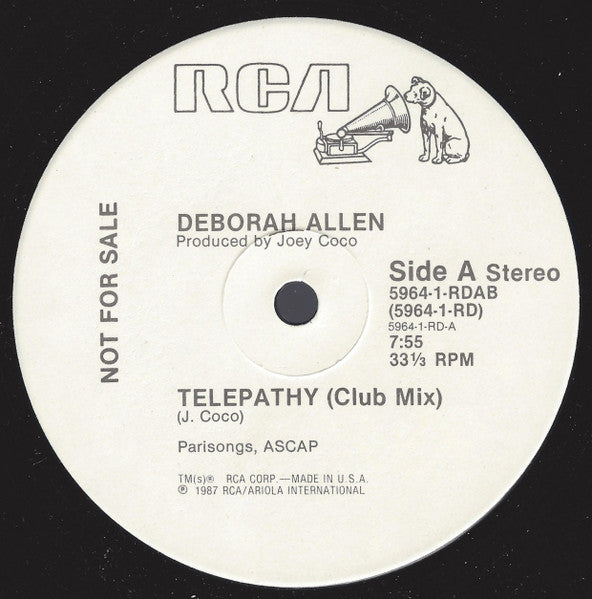 RCA
NOT FOR SALE
DEBORAH ALLEN
Produced by Joey Coco
Side A Stereo
5964-1-RDAB
(5964-1-RD)
5964-1-RD-A
7:55
33⅓ RPM
TELEPATHY (Club Mix)
(J. Coco)
Parisongs, ASCAP
TM(s)® RCA CORP.—MADE IN U.S.A.
℗ 1987 RCA/ARIOLA INTERNATIONAL